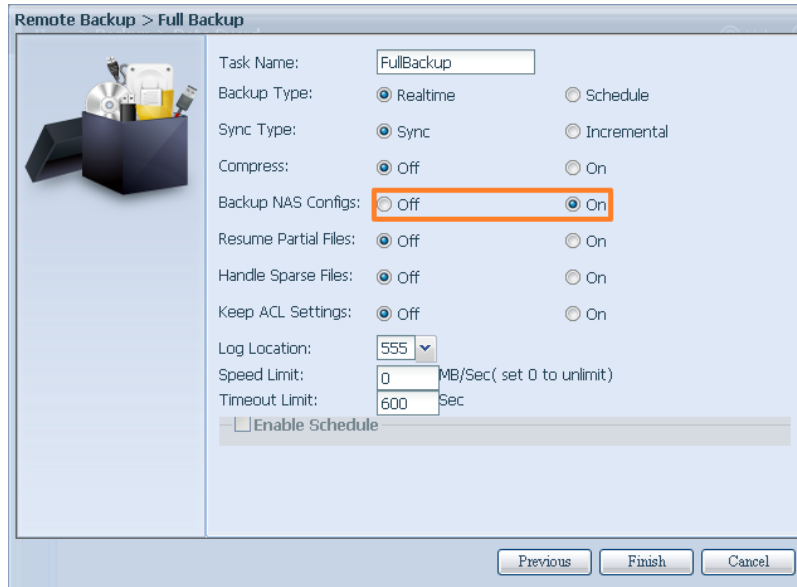 Remote Backup > Full Backup
Task Name: FullBackup
Backup Type: Realtime Schedule
Sync Type: Sync Incremental
Compress: Off On
Backup NAS Configs: Off On
Resume Partial Files: Off On
Handle Sparse Files: Off On
Keep ACL Settings: Off On
Log Location: 555
Speed Limit: 0 MB/Sec( set 0 to unlimit)
Timeout Limit: 600 Sec
Enable Schedule
Previous Finish Cancel